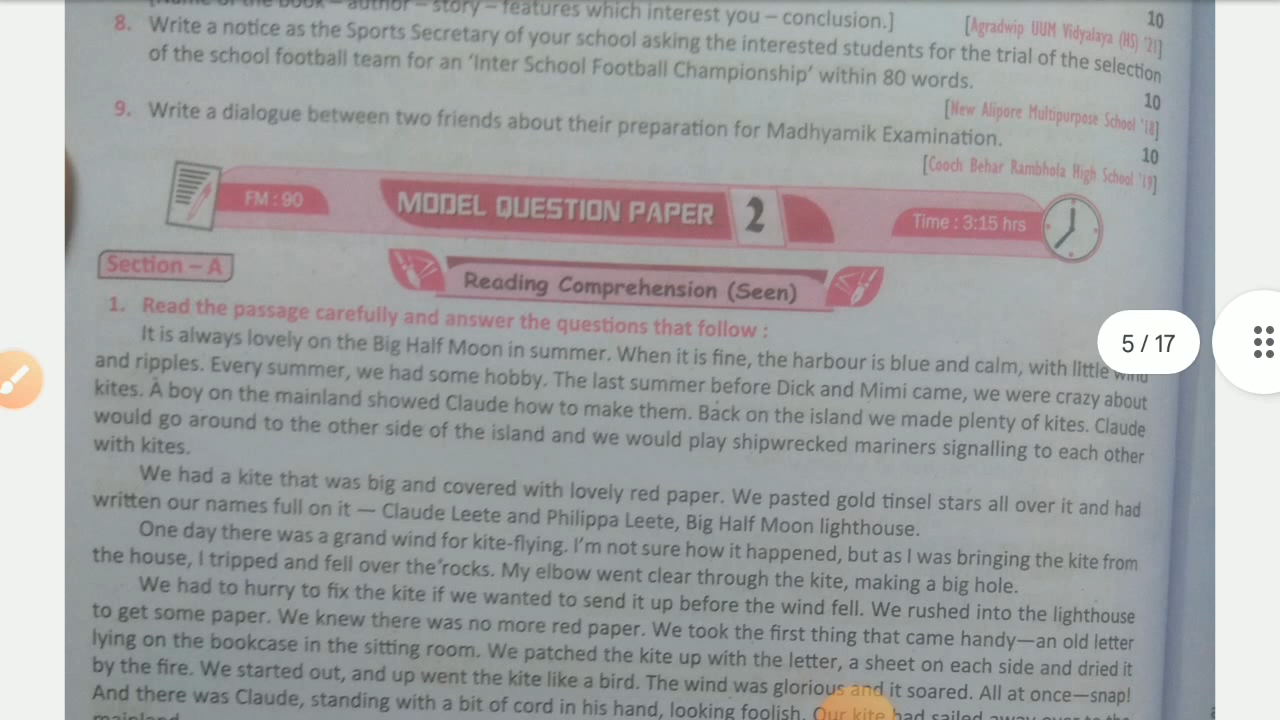 author – story – features which interest you – conclusion.]
10
8. Write a notice as the Sports Secretary of your school asking the interested students for the trial of the selection
[Agradwip UUM Vidyalaya (HS) '21]
of the school football team for an 'Inter School Football Championship' within 80 words.
10
[New Alipore Multipurpose School '18]
9. Write a dialogue between two friends about their preparation for Madhyamik Examination.
10
[Cooch Behar Rambhola High School '19]
FM : 90
MODEL QUESTION PAPER 2
Time : 3:15 hrs
Section – A
Reading Comprehension (Seen)
1. Read the passage carefully and answer the questions that follow :
It is always lovely on the Big Half Moon in summer. When it is fine, the harbour is blue and calm, with little wind
and ripples. Every summer, we had some hobby. The last summer before Dick and Mimi came, we were crazy about
kites. A boy on the mainland showed Claude how to make them. Back on the island we made plenty of kites. Claude
would go around to the other side of the island and we would play shipwrecked mariners signalling to each other
with kites.
We had a kite that was big and covered with lovely red paper. We pasted gold tinsel stars all over it and had
written our names full on it — Claude Leete and Philippa Leete, Big Half Moon lighthouse.
One day there was a grand wind for kite-flying. I'm not sure how it happened, but as I was bringing the kite from
the house, I tripped and fell over the rocks. My elbow went clear through the kite, making a big hole.
We had to hurry to fix the kite if we wanted to send it up before the wind fell. We rushed into the lighthouse
to get some paper. We knew there was no more red paper. We took the first thing that came handy—an old letter
lying on the bookcase in the sitting room. We patched the kite up with the letter, a sheet on each side and dried it
by the fire. We started out, and up went the kite like a bird. The wind was glorious and it soared. All at once—snap!
And there was Claude, standing with a bit of cord in his hand, looking foolish. Our kite had sailed away over to the
mainland.
5 / 17